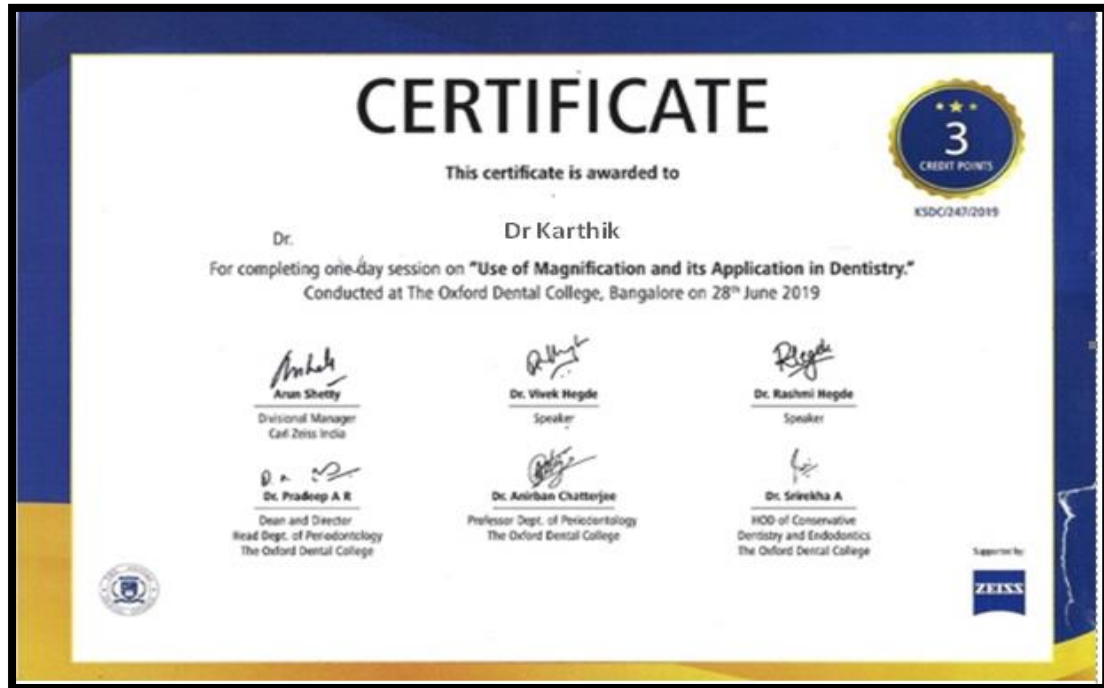 CERTIFICATE
3
CREDIT POINTS
KSDC/247/2019
This certificate is awarded to
Dr. Dr Karthik
For completing one-day session on "Use of Magnification and its Application in Dentistry."
Conducted at The Oxford Dental College, Bangalore on 28th June 2019
Arun Shetty
Divisional Manager
Carl Zeiss India
Dr. Vivek Hegde
Speaker
Dr. Rashmi Hegde
Speaker
Dr. Pradeep A R
Dean and Director
Head Dept. of Periodontology
The Oxford Dental College
Dr. Anirban Chatterjee
Professor Dept. of Periodontology
The Oxford Dental College
Dr. Srirekha A
HOD of Conservative
Dentistry and Endodontics
The Oxford Dental College
Supported by
ZEISS